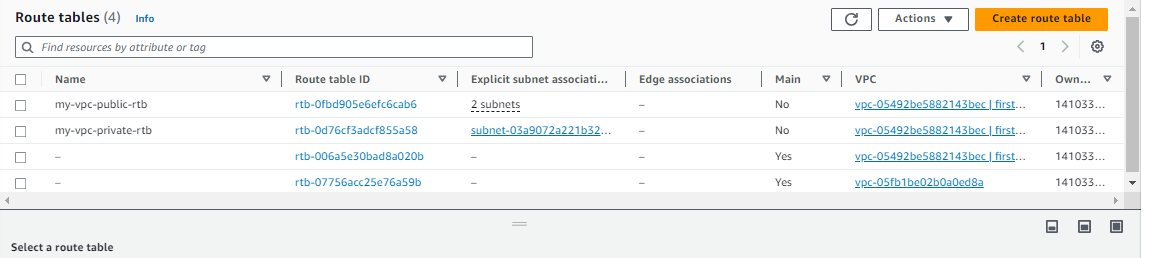 Route tables (4) Info Actions Create route table
Find resources by attribute or tag 1
Name Route table ID Explicit subnet associati... Edge associations Main VPC Own...
my-vpc-public-rtb rtb-0fbd905e6efc6cab6 2 subnets – No vpc-05492be5882143bec | first... 141033...
my-vpc-private-rtb rtb-0d76cf3adcf855a58 subnet-03a9072a221b32... – No vpc-05492be5882143bec | first... 141033...
– rtb-006a5e30bad8a020b – – Yes vpc-05492be5882143bec | first... 141033...
– rtb-07756acc25e76a59b – – Yes vpc-05fb1be02b0a0ed8a 141033...
Select a route table